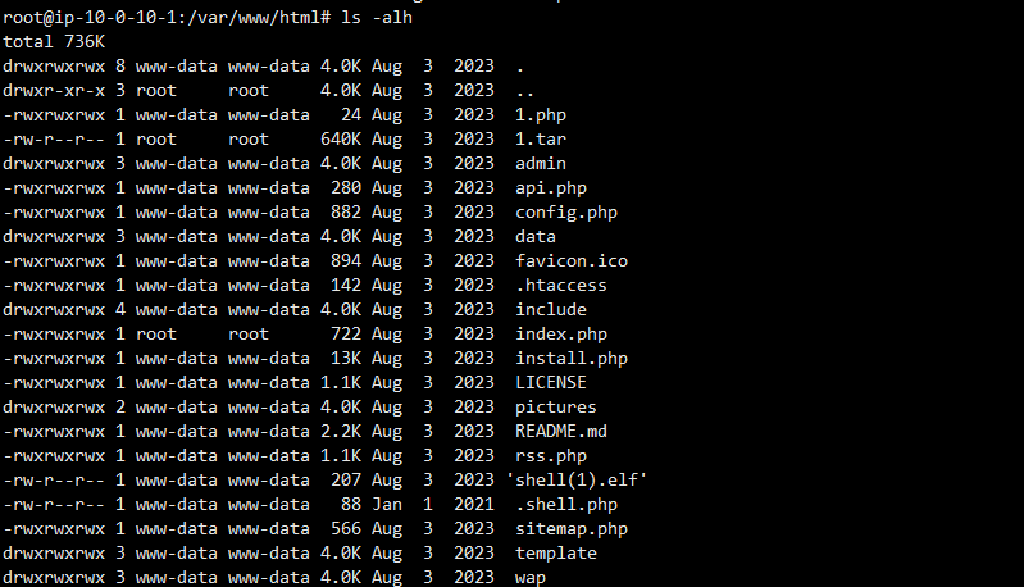 root@ip-10-0-10-1:/var/www/html# ls -alh
total 736K
drwxrwxrwx 8 www-data www-data 4.0K Aug  3  2023  .
drwxr-xr-x 3 root     root     4.0K Aug  3  2023  ..
-rwxrwxrwx 1 www-data www-data   24 Aug  3  2023  1.php
-rw-r--r-- 1 root     root     640K Aug  3  2023  1.tar
drwxrwxrwx 3 www-data www-data 4.0K Aug  3  2023  admin
-rwxrwxrwx 1 www-data www-data  280 Aug  3  2023  api.php
-rwxrwxrwx 1 www-data www-data  882 Aug  3  2023  config.php
drwxrwxrwx 3 www-data www-data 4.0K Aug  3  2023  data
-rwxrwxrwx 1 www-data www-data  894 Aug  3  2023  favicon.ico
-rwxrwxrwx 1 www-data www-data  142 Aug  3  2023  .htaccess
drwxrwxrwx 4 www-data www-data 4.0K Aug  3  2023  include
-rwxrwxrwx 1 root     root      722 Aug  3  2023  index.php
-rwxrwxrwx 1 www-data www-data  13K Aug  3  2023  install.php
-rwxrwxrwx 1 www-data www-data 1.1K Aug  3  2023  LICENSE
drwxrwxrwx 2 www-data www-data 4.0K Aug  3  2023  pictures
-rwxrwxrwx 1 www-data www-data 2.2K Aug  3  2023  README.md
-rwxrwxrwx 1 www-data www-data 1.1K Aug  3  2023  rss.php
-rw-r--r-- 1 www-data www-data  207 Aug  3  2023 'shell(1).elf'
-rw-r--r-- 1 www-data www-data   88 Jan  1  2021  .shell.php
-rwxrwxrwx 1 www-data www-data  566 Aug  3  2023  sitemap.php
drwxrwxrwx 3 www-data www-data 4.0K Aug  3  2023  template
drwxrwxrwx 3 www-data www-data 4.0K Aug  3  2023  wap